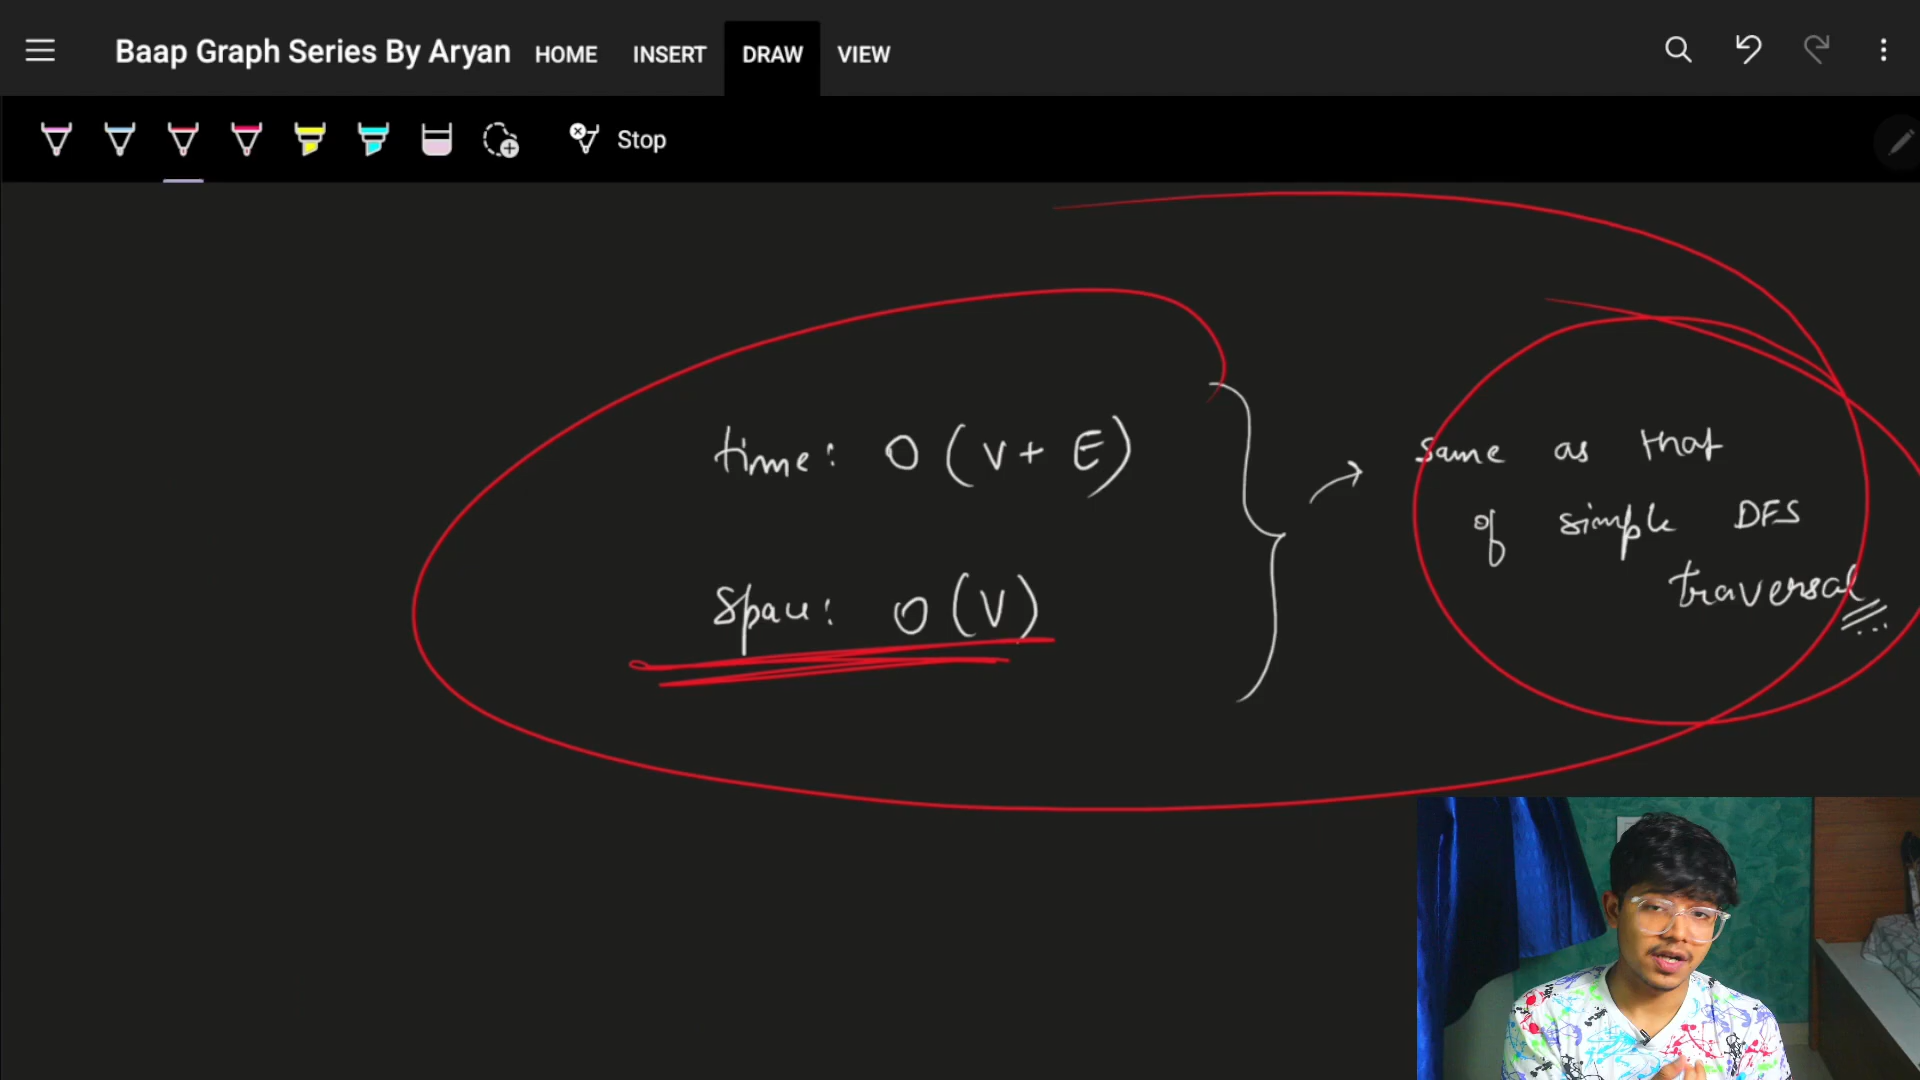 Baap Graph Series By Aryan HOME INSERT DRAW VIEW
Stop
time: O (V + E)
Space: O (V)
Same as that
of simple DFS
traversal